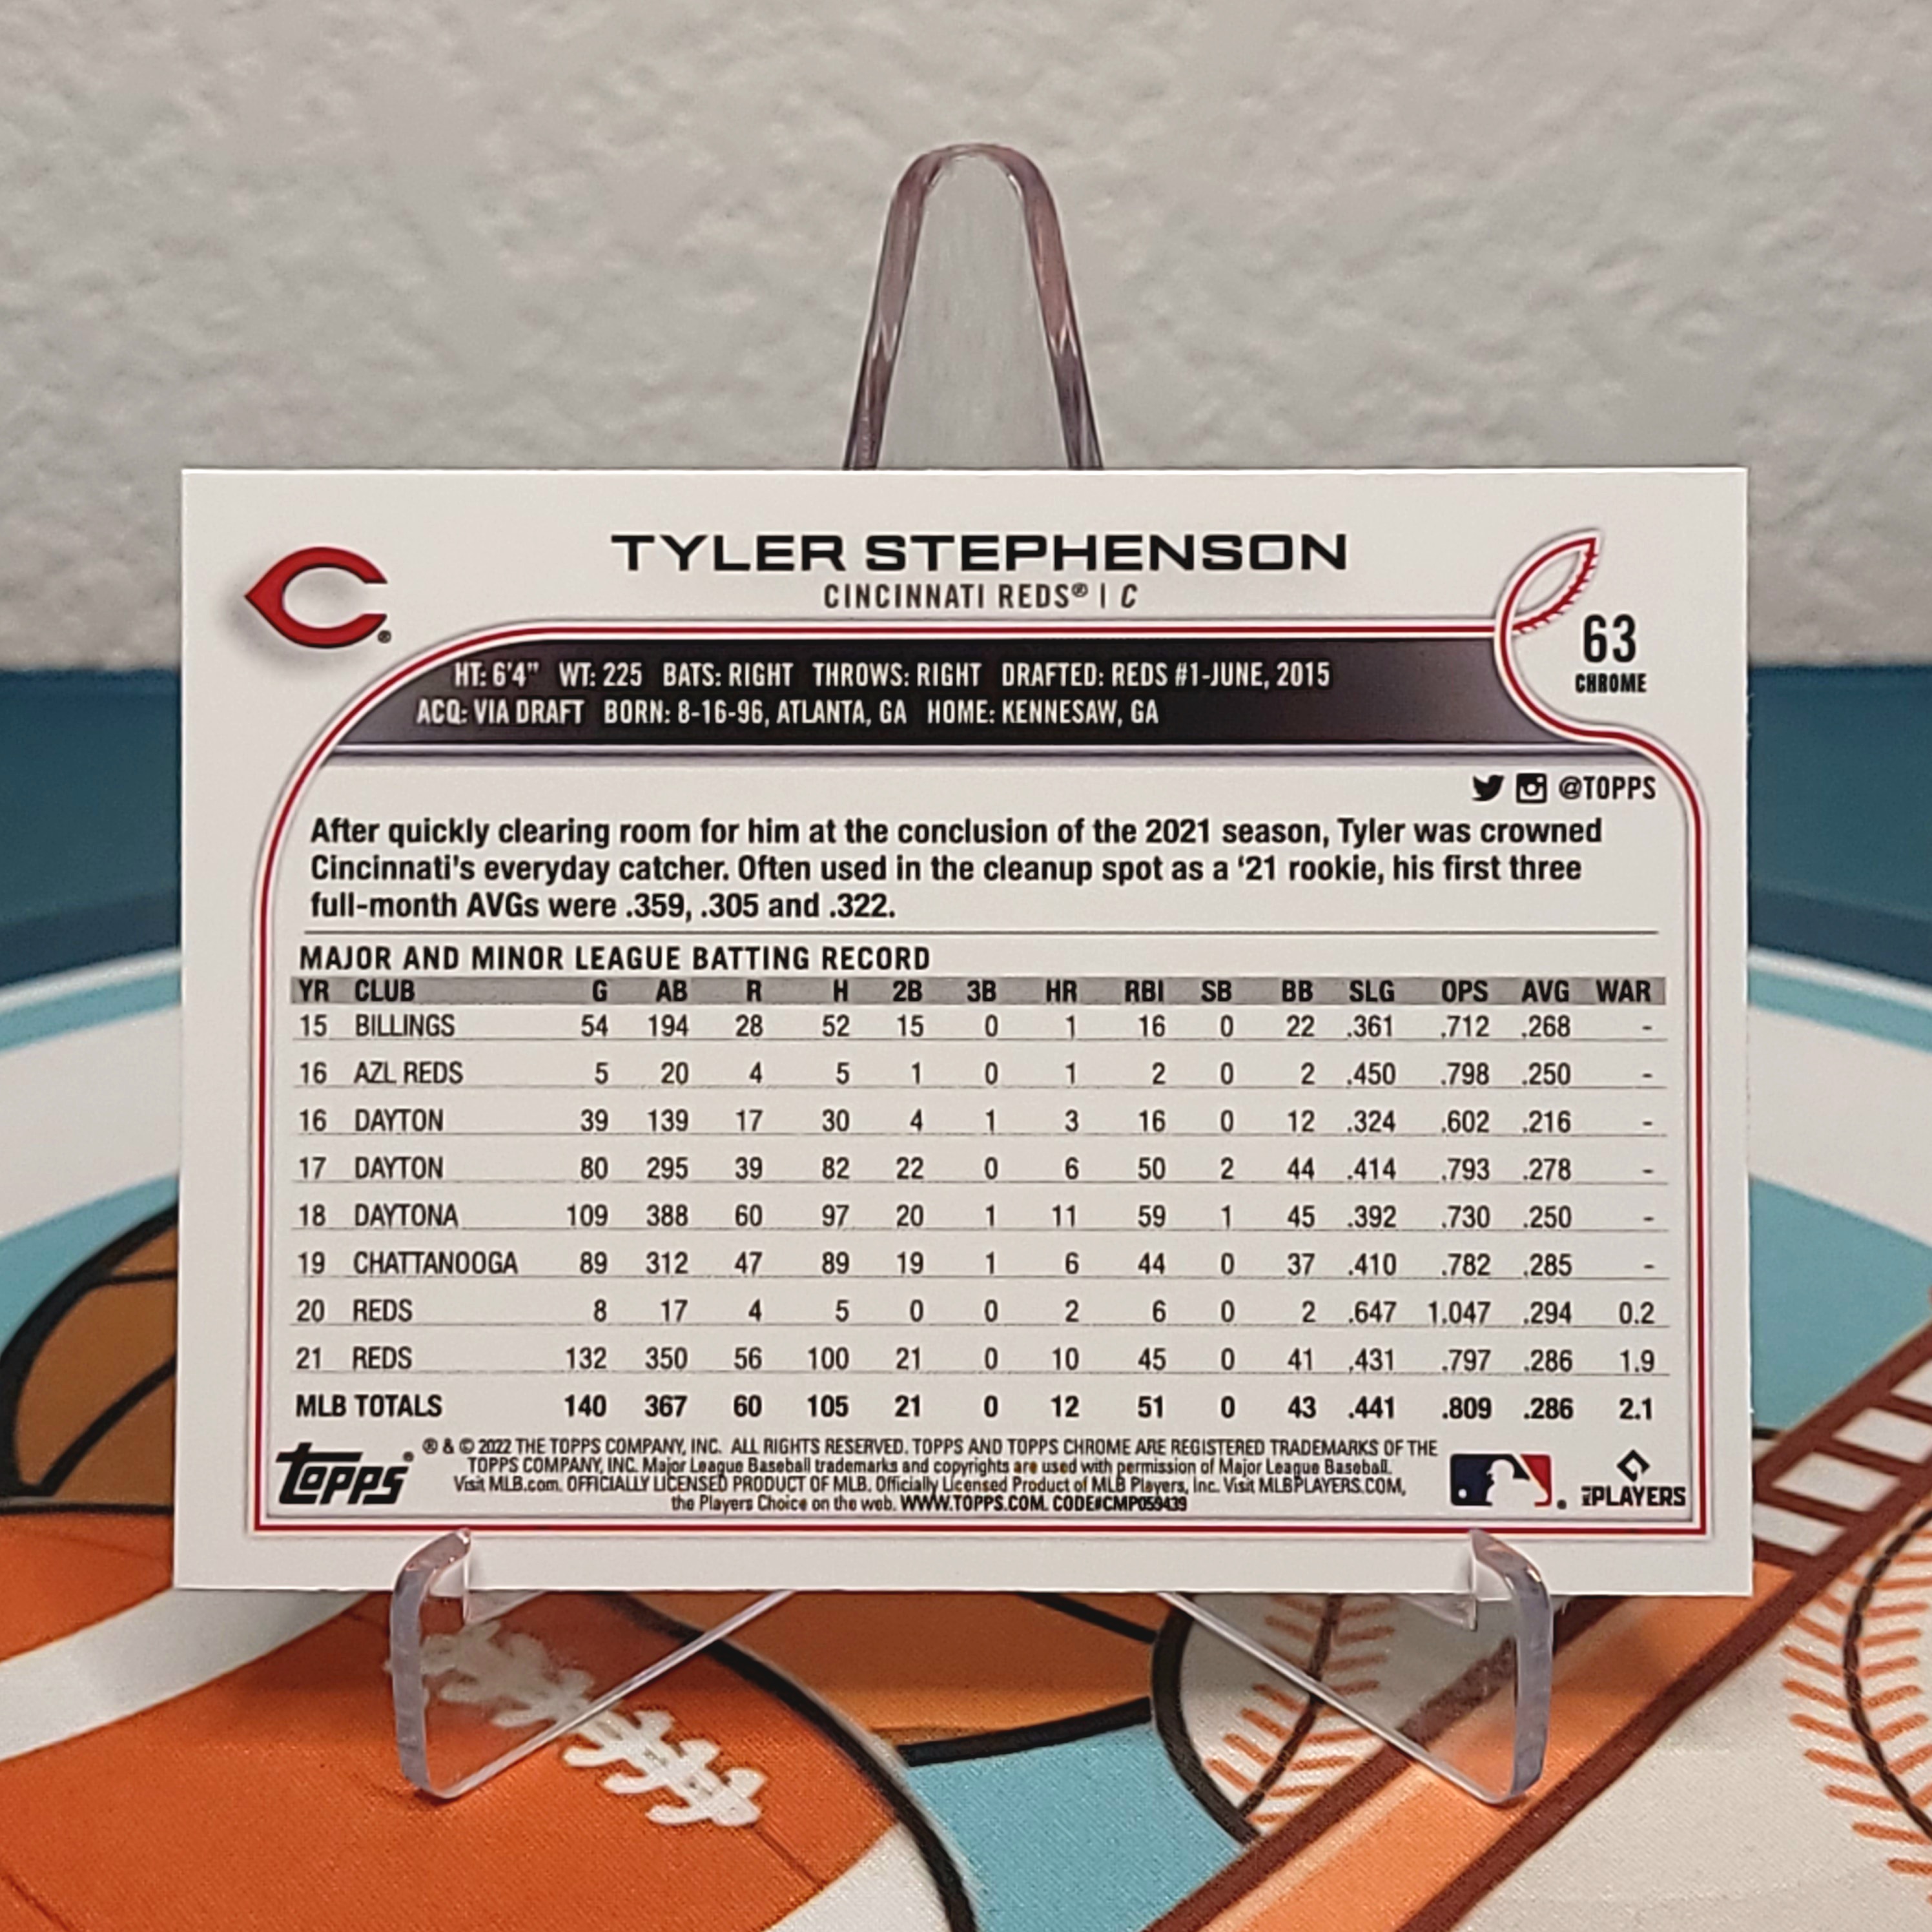 TYLER STEPHENSON
CINCINNATI REDS® | C
63
CHROME
HT: 6'4" WT: 225 BATS: RIGHT THROWS: RIGHT DRAFTED: REDS #1-JUNE, 2015
ACQ: VIA DRAFT BORN: 8-16-96, ATLANTA, GA HOME: KENNESAW, GA
@TOPPS
After quickly clearing room for him at the conclusion of the 2021 season, Tyler was crowned
Cincinnati's everyday catcher. Often used in the cleanup spot as a '21 rookie, his first three
full-month AVGs were .359, .305 and .322.
MAJOR AND MINOR LEAGUE BATTING RECORD
YR CLUB G AB R H 2B 3B HR RBI SB BB SLG OPS AVG WAR
15 BILLINGS 54 194 28 52 15 0 1 16 0 22 .361 .712 .268 -
16 AZL REDS 5 20 4 5 1 0 1 2 0 2 .450 .798 .250 -
16 DAYTON 39 139 17 30 4 1 3 16 0 12 .324 .602 .216 -
17 DAYTON 80 295 39 82 22 0 6 50 2 44 .414 .793 .278 -
18 DAYTONA 109 388 60 97 20 1 11 59 1 45 .392 .730 .250 -
19 CHATTANOOGA 89 312 47 89 19 1 6 44 0 37 .410 .782 .285 -
20 REDS 8 17 4 5 0 0 2 6 0 2 .647 1.047 .294 0.2
21 REDS 132 350 56 100 21 0 10 45 0 41 .431 .797 .286 1.9
MLB TOTALS 140 367 60 105 21 0 12 51 0 43 .441 .809 .286 2.1
topps®
® & © 2022 THE TOPPS COMPANY, INC. ALL RIGHTS RESERVED. TOPPS AND TOPPS CHROME ARE REGISTERED TRADEMARKS OF THE
TOPPS COMPANY, INC. Major League Baseball trademarks and copyrights are used with permission of Major League Baseball.
Visit MLB.com. OFFICIALLY LICENSED PRODUCT OF MLB. Officially Licensed Product of MLB Players, Inc. Visit MLBPLAYERS.COM,
the Players Choice on the web. WWW.TOPPS.COM. CODE#CMP059439
MLB PLAYERS